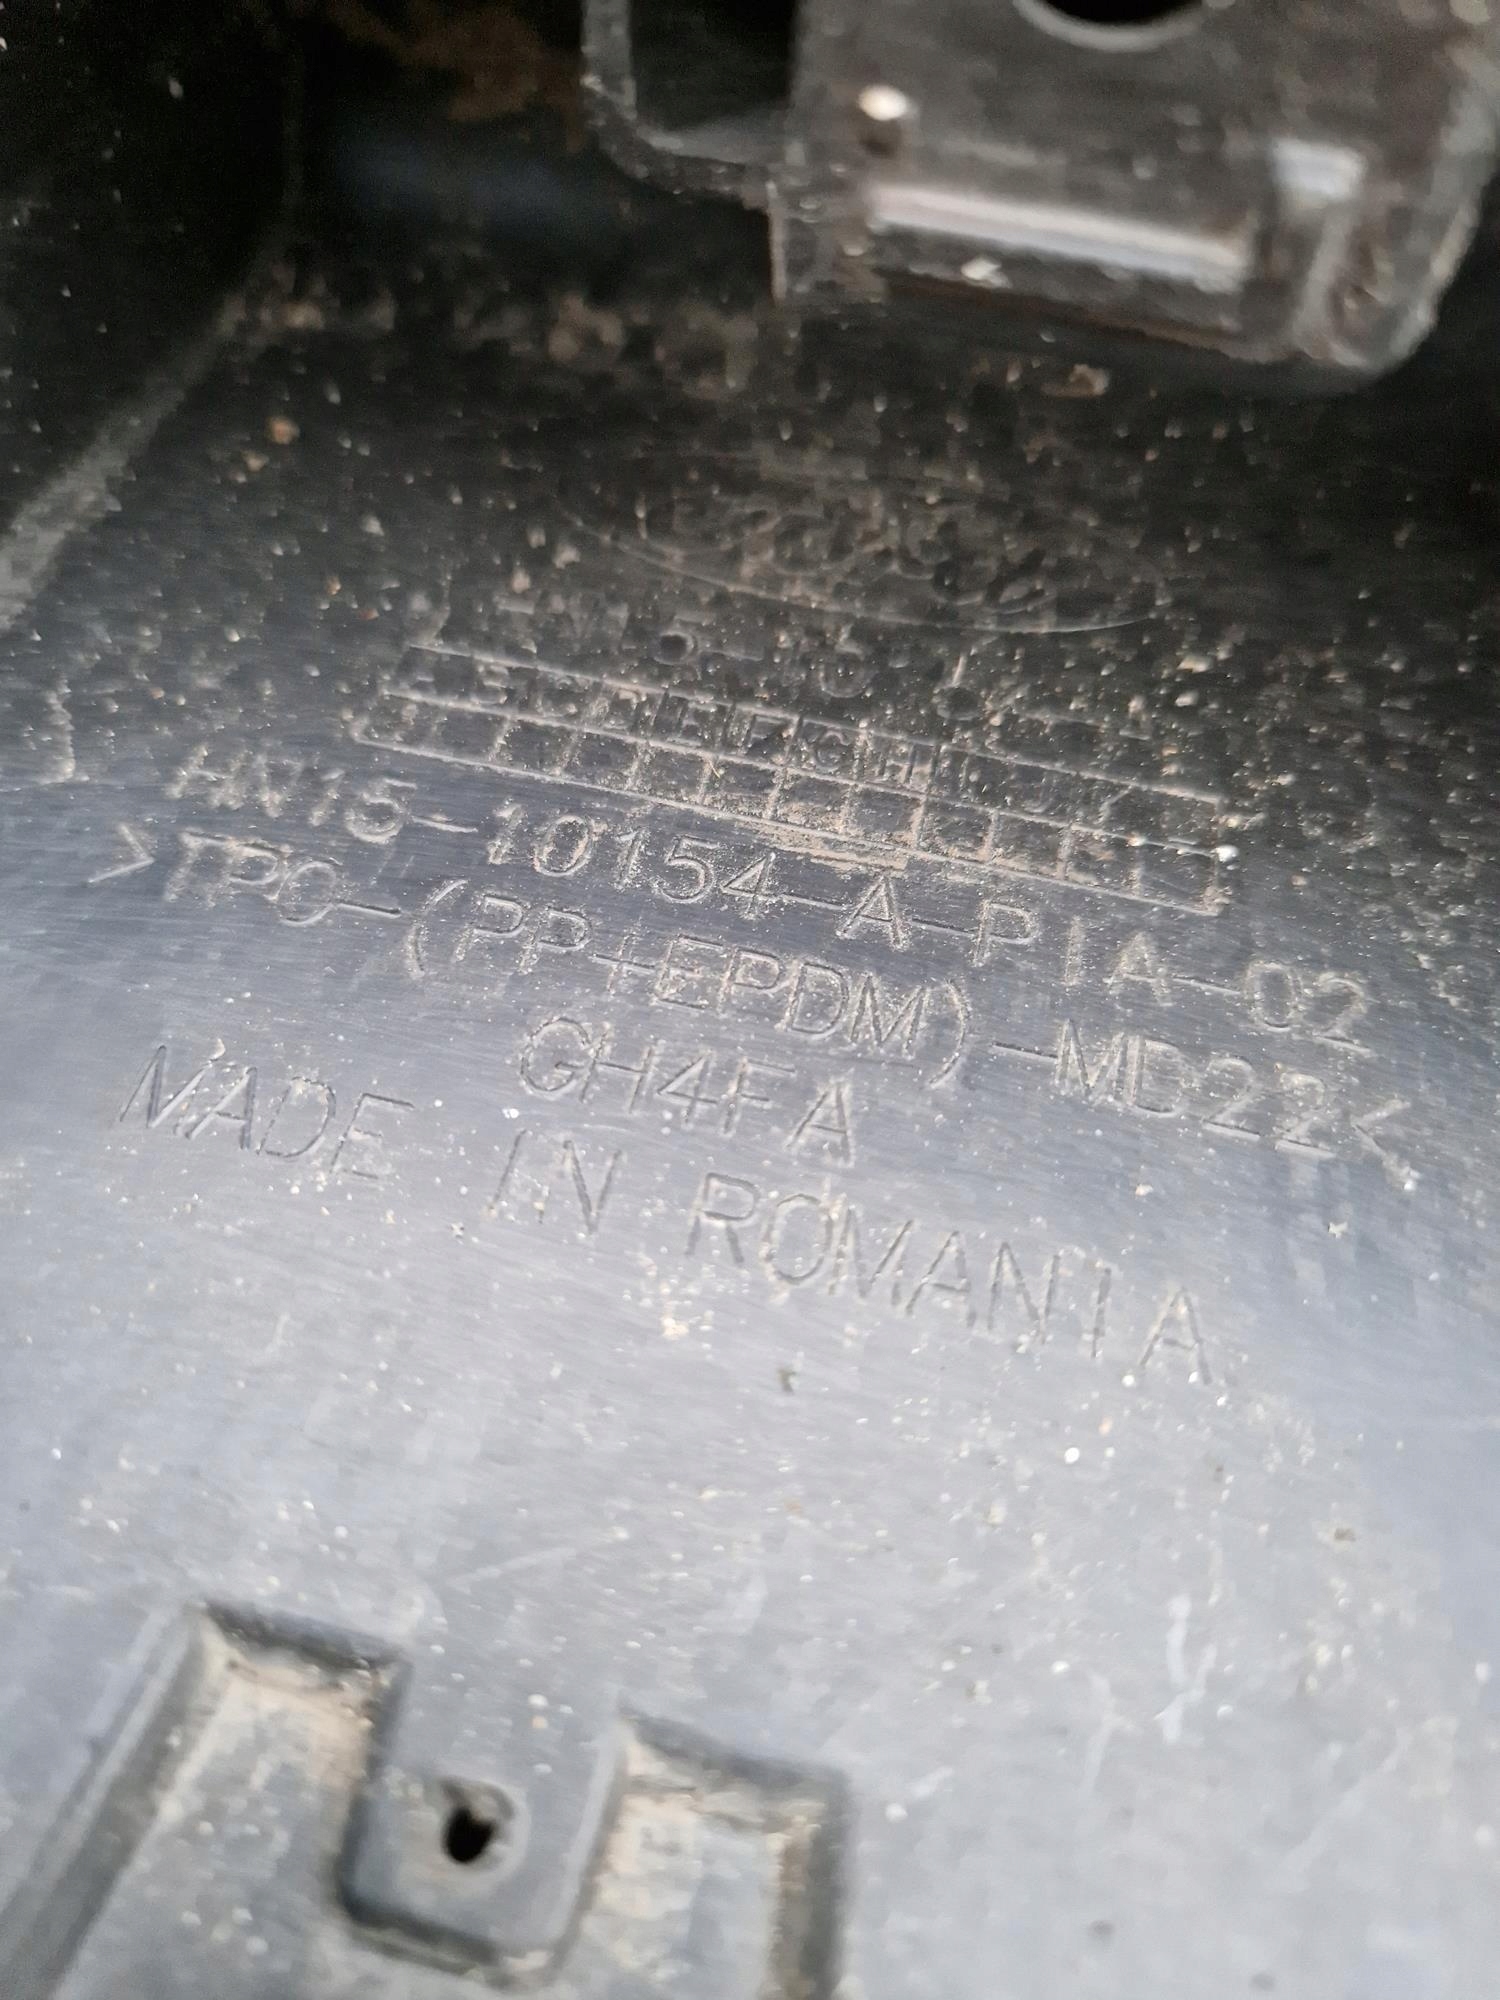 A B C D E F G H I J K
HN15-10154-A-PIA-02
>TPO-(PP+EPDM)-MD22<
GH4FA
MADE IN ROMANIA